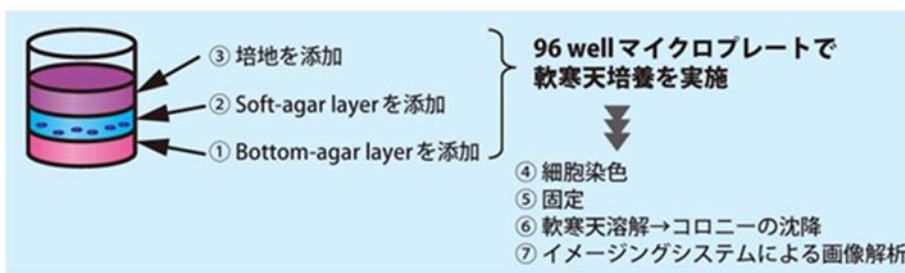 ③ 培地を添加
② Soft-agar layerを添加
① Bottom-agar layerを添加
96 wellマイクロプレートで
軟寒天培養を実施
④ 細胞染色
⑤ 固定
⑥ 軟寒天溶解→コロニーの沈降
⑦ イメージングシステムによる画像解析